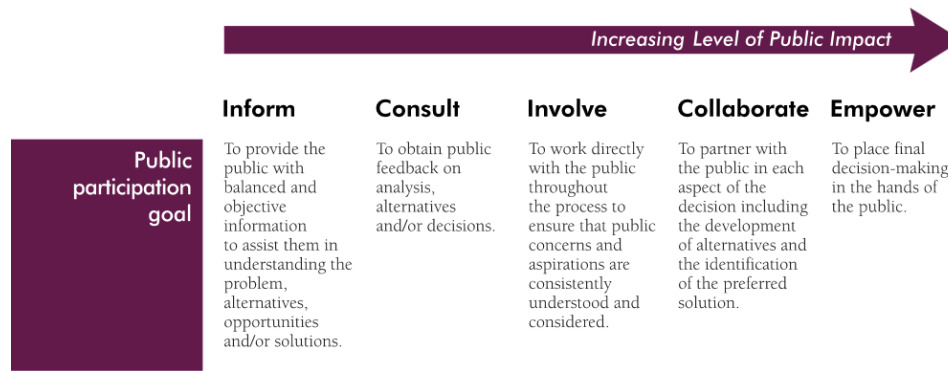 Increasing Level of Public Impact
Inform
Consult
Involve
Collaborate
Empower
Public
participation
goal
To provide the
public with
balanced and
objective
information
to assist them in
understanding the
problem,
alternatives,
opportunities
and/or solutions.
To obtain public
feedback on
analysis,
alternatives
and/or decisions.
To work directly
with the public
throughout
the process to
ensure that public
concerns and
aspirations are
consistently
understood and
considered.
To partner with
the public in each
aspect of the
decision including
the development
of alternatives and
the identification
of the preferred
solution.
To place final
decision-making
in the hands of
the public.